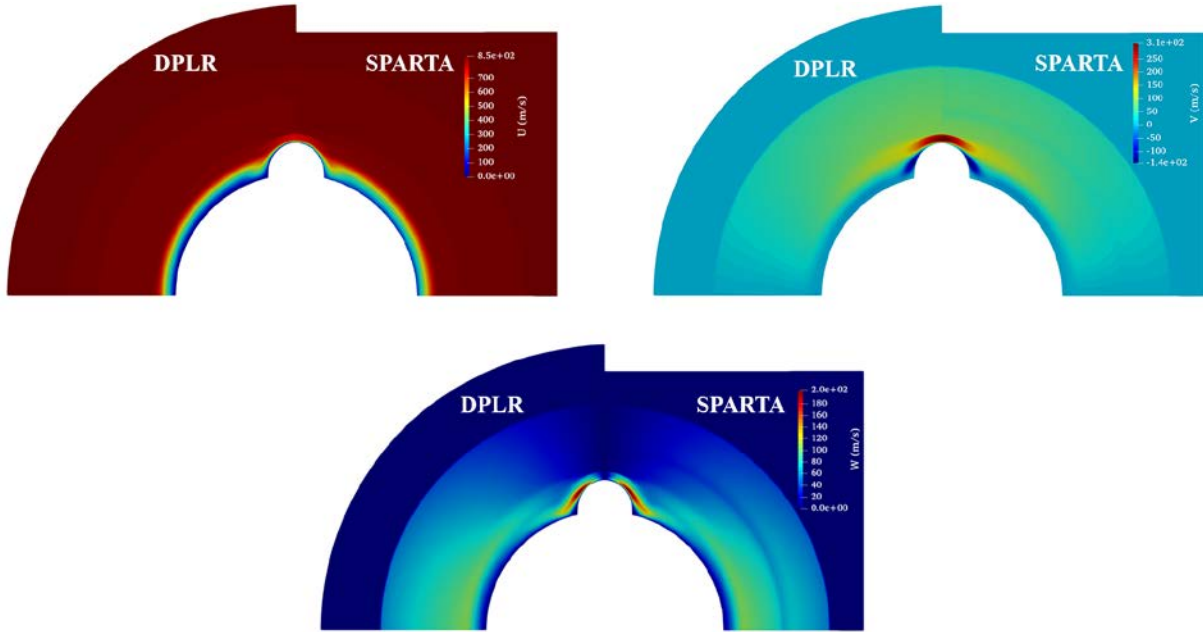 DPLR
SPARTA
8.5e+02
700
600
500
400
300
200
100
0.0e+00
U (m/s)
DPLR
SPARTA
3.1e+02
250
200
150
100
50
0
-50
-100
-1.4e+02
V (m/s)
DPLR
SPARTA
2.0e+02
180
160
140
120
100
80
60
40
20
0.0e+00
W (m/s)